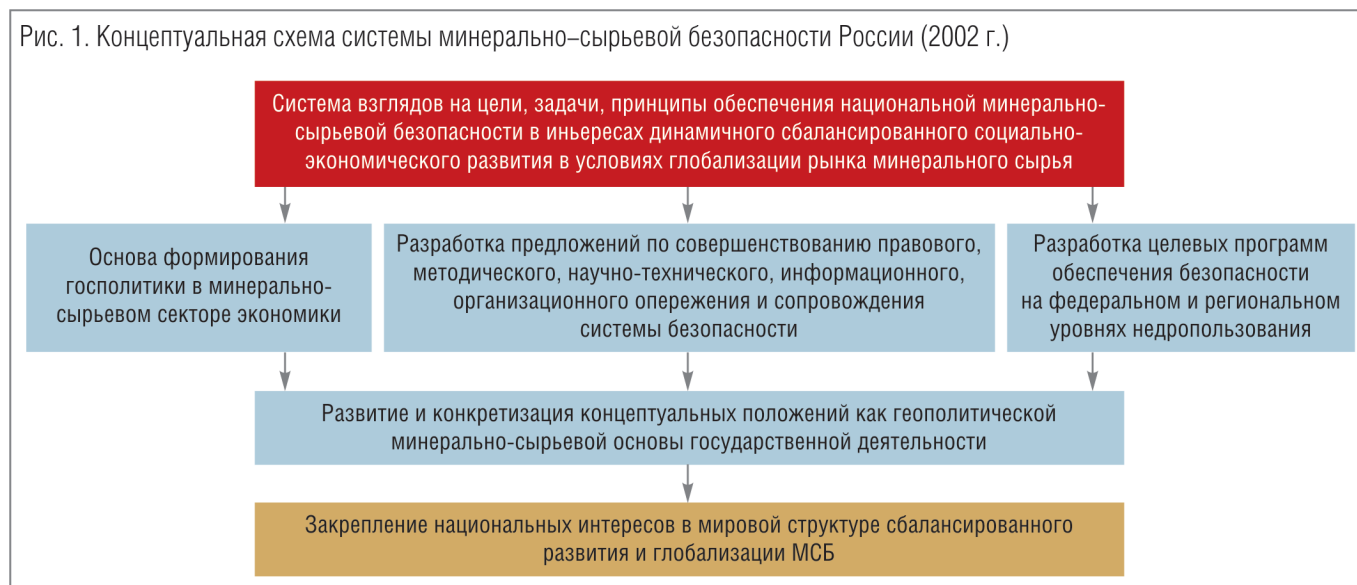 Рис. 1. Концептуальная схема системы минерально–сырьевой безопасности России (2002 г.)
Система взглядов на цели, задачи, принципы обеспечения национальной минерально-
сырьевой безопасности в иньересах динамичного сбалансированного социально-
экономического развития в условиях глобализации рынка минерального сырья
Основа формирования
госполитики в минерально-
сырьевом секторе экономики
Разработка предложений по совершенствованию правового,
методического, научно-технического, информационного,
организационного опережения и сопровождения
системы безопасности
Разработка целевых программ
обеспечения безопасности
на федеральном и региональном
уровнях недропользования
Развитие и конкретизация концептуальных положений как геополитической
минерально-сырьевой основы государственной деятельности
Закрепление национальных интересов в мировой структуре сбалансированного
развития и глобализации МСБ